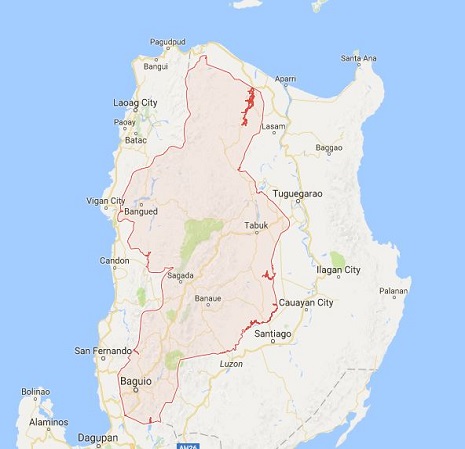 Pagudpud
Bangui
Santa Ana
Aparri
Laoag City
Paoay
Lasam
Batac
Baggao
Tuguegarao
Vigan City
Bangued
Tabuk
Candon
Sagada
Ilagan City
Palanan
Banaue
Cauayan City
Santiago
San Fernando
Luzon
Baguio
Bolinao
Alaminos
Dagupan
AH26